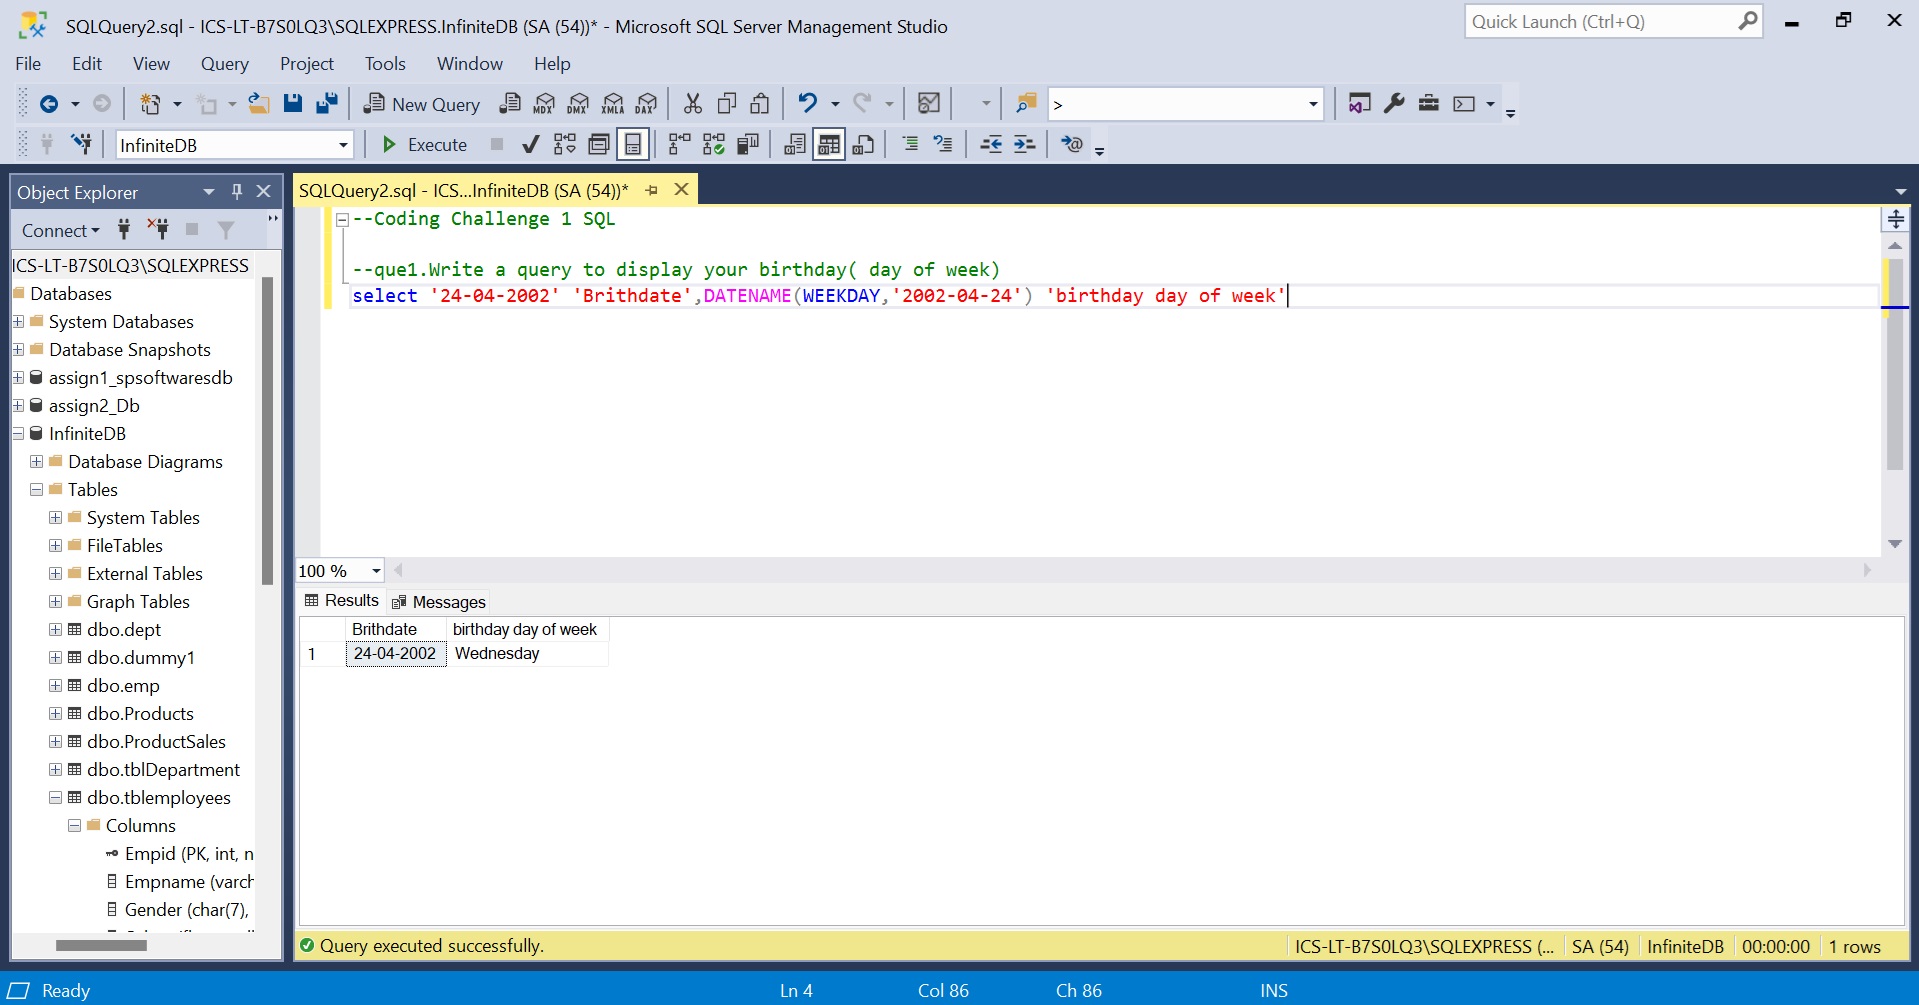 SQLQuery2.sql - ICS-LT-B7S0LQ3\SQLEXPRESS.InfiniteDB (SA (54))* - Microsoft SQL Server Management Studio
Quick Launch (Ctrl+Q)
File Edit View Query Project Tools Window Help
New Query MDX DMX XMLA DAX >
InfiniteDB Execute
Object Explorer
Connect
ICS-LT-B7S0LQ3\SQLEXPRESS
Databases
System Databases
Database Snapshots
assign1_spsoftwaresdb
assign2_Db
InfiniteDB
Database Diagrams
Tables
System Tables
FileTables
External Tables
Graph Tables
dbo.dept
dbo.dummy1
dbo.emp
dbo.Products
dbo.ProductSales
dbo.tblDepartment
dbo.tblemployees
Columns
Empid (PK, int, n
Empname (varch
Gender (char(7),
SQLQuery2.sql - ICS...InfiniteDB (SA (54))*
--Coding Challenge 1 SQL
--que1.Write a query to display your birthday( day of week)
select '24-04-2002' 'Brithdate',DATENAME(WEEKDAY,'2002-04-24') 'birthday day of week'
100 %
Results Messages
Brithdate birthday day of week
1 24-04-2002 Wednesday
Query executed successfully. ICS-LT-B7S0LQ3\SQLEXPRESS (... SA (54) InfiniteDB 00:00:00 1 rows
Ready Ln 4 Col 86 Ch 86 INS